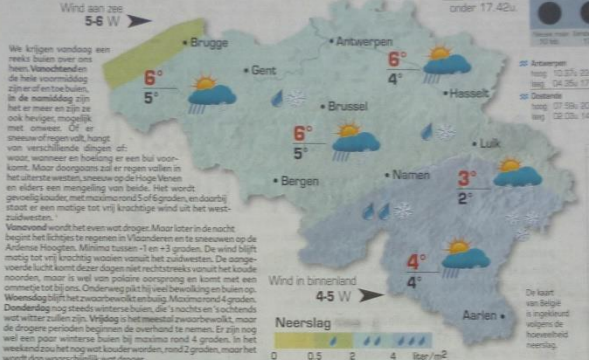 Wind aan zee
5-6 W
onder 17.42u.
We krijgen vandaag een
reeks buien over ons
heen. Vanochtend en
de hele voormiddag
zijn er af en toe buien,
in de namiddag zijn
het er meer en zijn ze
ook heviger, mogelijk
met onweer. Of er
sneeuw of regen valt, hangt
van verschillende dingen af:
waar, wanneer en hoelang er een bui voor-
komt. Maar doorgaans zal er regen vallen in
het uiterste westen, sneeuw op de Hoge Venen
en elders een mengeling van beide. Het wordt
gevoelig kouder, met maxima rond 5 of 6 graden, en daarbij
staat er een matige tot vrij krachtige wind uit het west-
zuidwesten.
Vanavond wordt het even wat droger. Maar later in de nacht
begint het lichtjes te regenen in Vlaanderen en te sneeuwen op de
Ardense Hoogten. Minima tussen -1 en +3 graden. De wind blijft
matig tot vrij krachtig waaien vanuit het zuidwesten. De aange-
voerde lucht komt dezer dagen niet rechtstreeks vanuit het koude
noorden, maar is wel van polaire oorsprong en komt met een
ommetje tot bij ons. Onderweg pikt hij veel bewolking en buien op.
Woensdag blijft het zwaarbewolkt en buiig. Maxima rond 4 graden.
Donderdag nog steeds winterse buien, die 's nachts en 's ochtends
wat witter zullen zijn. Vrijdag is het meestal zwaarbewolkt, maar
de drogere perioden beginnen de overhand te nemen. Er zijn nog
wel een paar winterse buien bij maxima rond 4 graden. In het
weekend zou het nog wat kouder worden, rond 2 graden, maar het
Brugge
Gent
Antwerpen
Hasselt
Brussel
Luik
Bergen
Namen
Aarlen
6°
5°
6°
4°
6°
5°
3°
2°
4°
4°
Wind in binnenland
4-5 W
Neerslag
0 0.5 2 4 liter/m²
De kaart
van België
is ingekleurd
volgens de
hoeveelheid
neerslag.
Antwerpen
Oostende